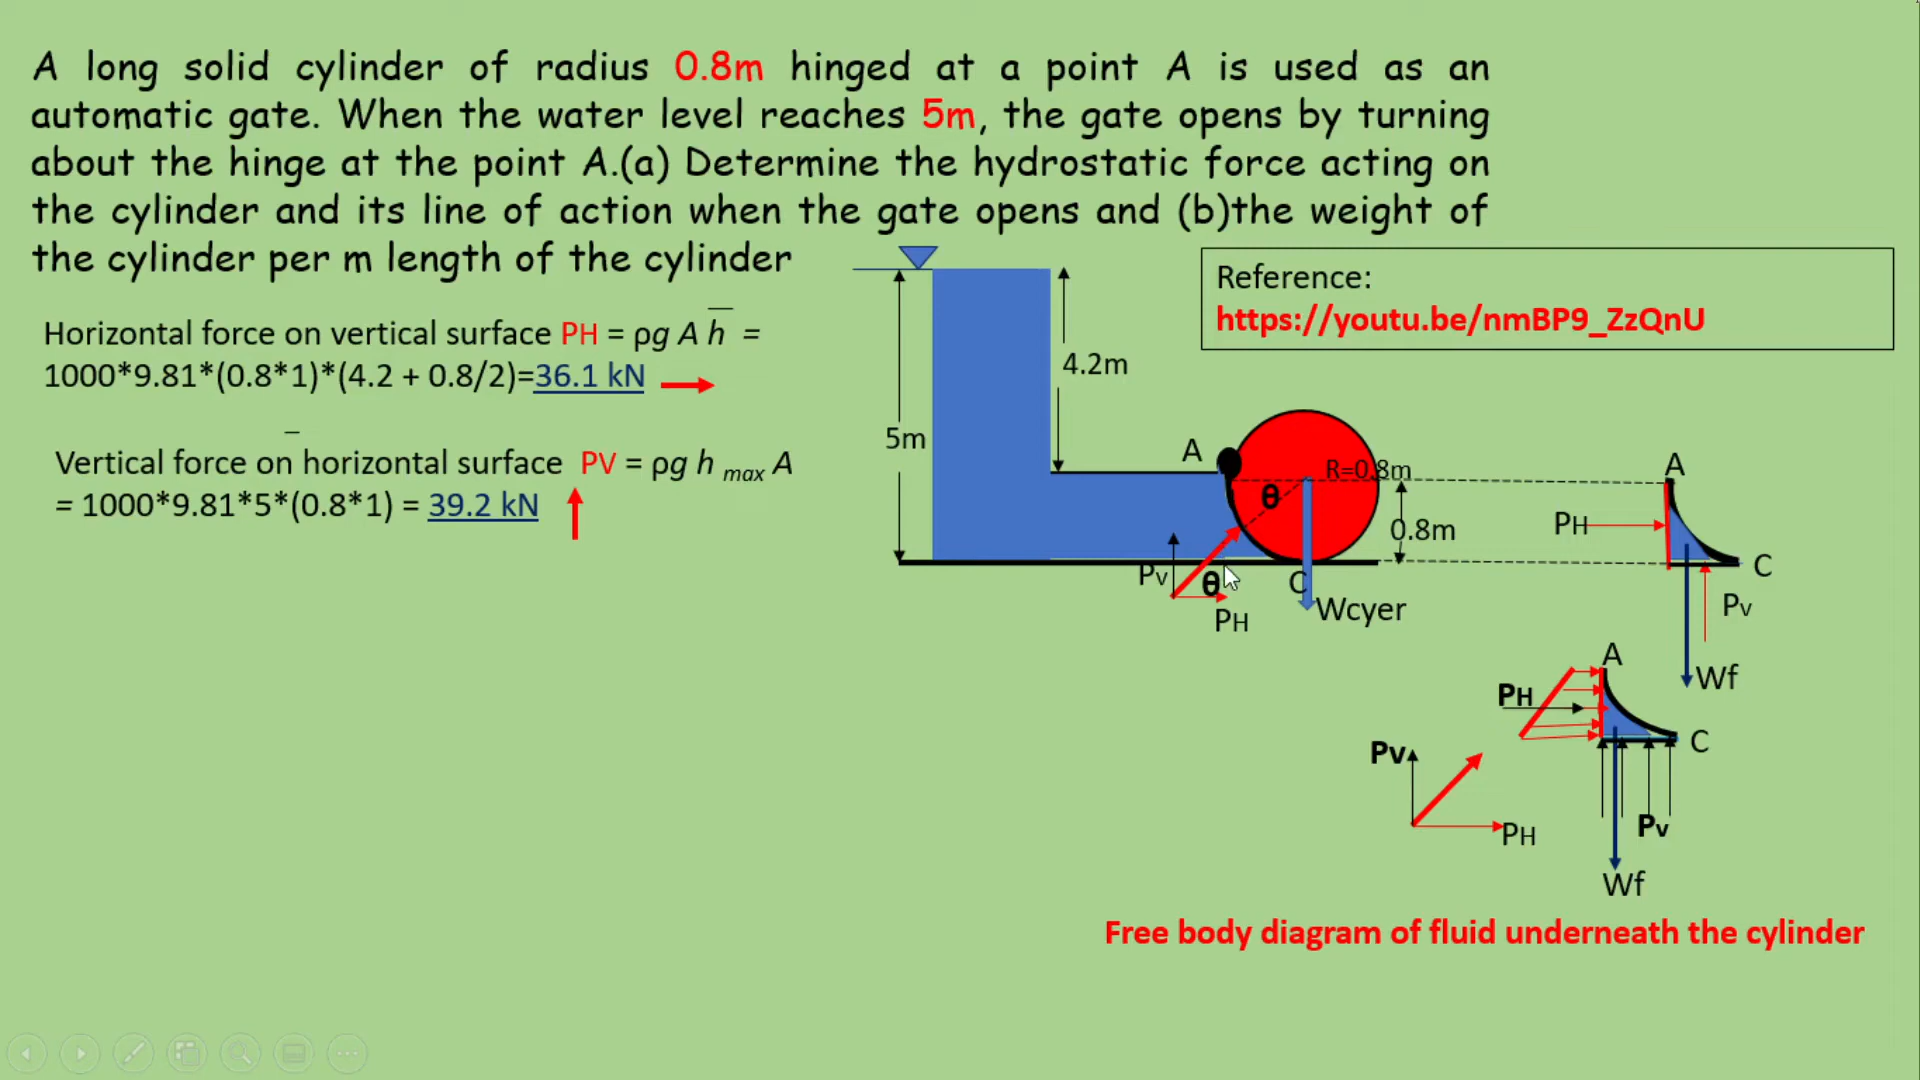 A long solid cylinder of radius 0.8m hinged at a point A is used as an
automatic gate. When the water level reaches 5m, the gate opens by turning
about the hinge at the point A.(a) Determine the hydrostatic force acting on
the cylinder and its line of action when the gate opens and (b)the weight of
the cylinder per m length of the cylinder
Reference:
https://youtu.be/nmBP9_ZzQnU
Horizontal force on vertical surface PH = ρg A h̅ =
1000*9.81*(0.8*1)*(4.2 + 0.8/2)=36.1 kN
Vertical force on horizontal surface PV = ρg h max A
= 1000*9.81*5*(0.8*1) = 39.2 kN
4.2m
5m
A
R=0.8m
θ
0.8m
Pv
θ
C
PH
Wcyer
A
PH
C
Pv
Wf
A
PH
C
Pv
PH
Pv
Wf
Free body diagram of fluid underneath the cylinder